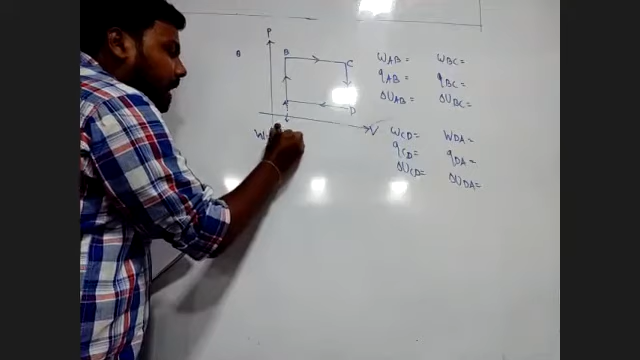 P
B
C
A
D
V
W
WAB= WBC=
qAB= qBC=
ΔUAB= ΔUBC=
WCD= WDA=
qCD= qDA=
ΔUCD= ΔUDA=